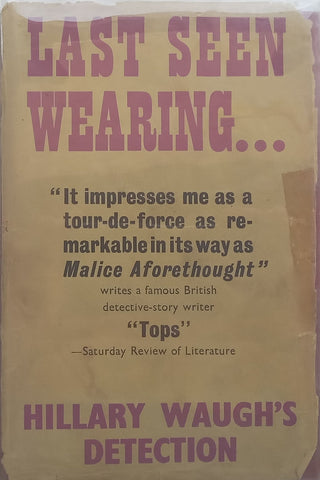 LAST SEEN
WEARING...
“It impresses me as a
tour-de-force as re-
markable in its way as
Malice Aforethought”
writes a famous British
detective-story writer
“Tops”
—Saturday Review of Literature
HILLARY WAUGH'S
DETECTION